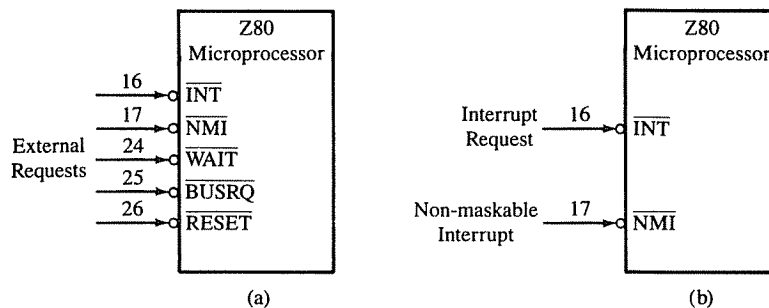 Z80
Microprocessor
16
INT
17
NMI
External
Requests
24
WAIT
25
BUSRQ
26
RESET
(a)
Z80
Microprocessor
Interrupt
Request
16
INT
Non-maskable
Interrupt
17
NMI
(b)